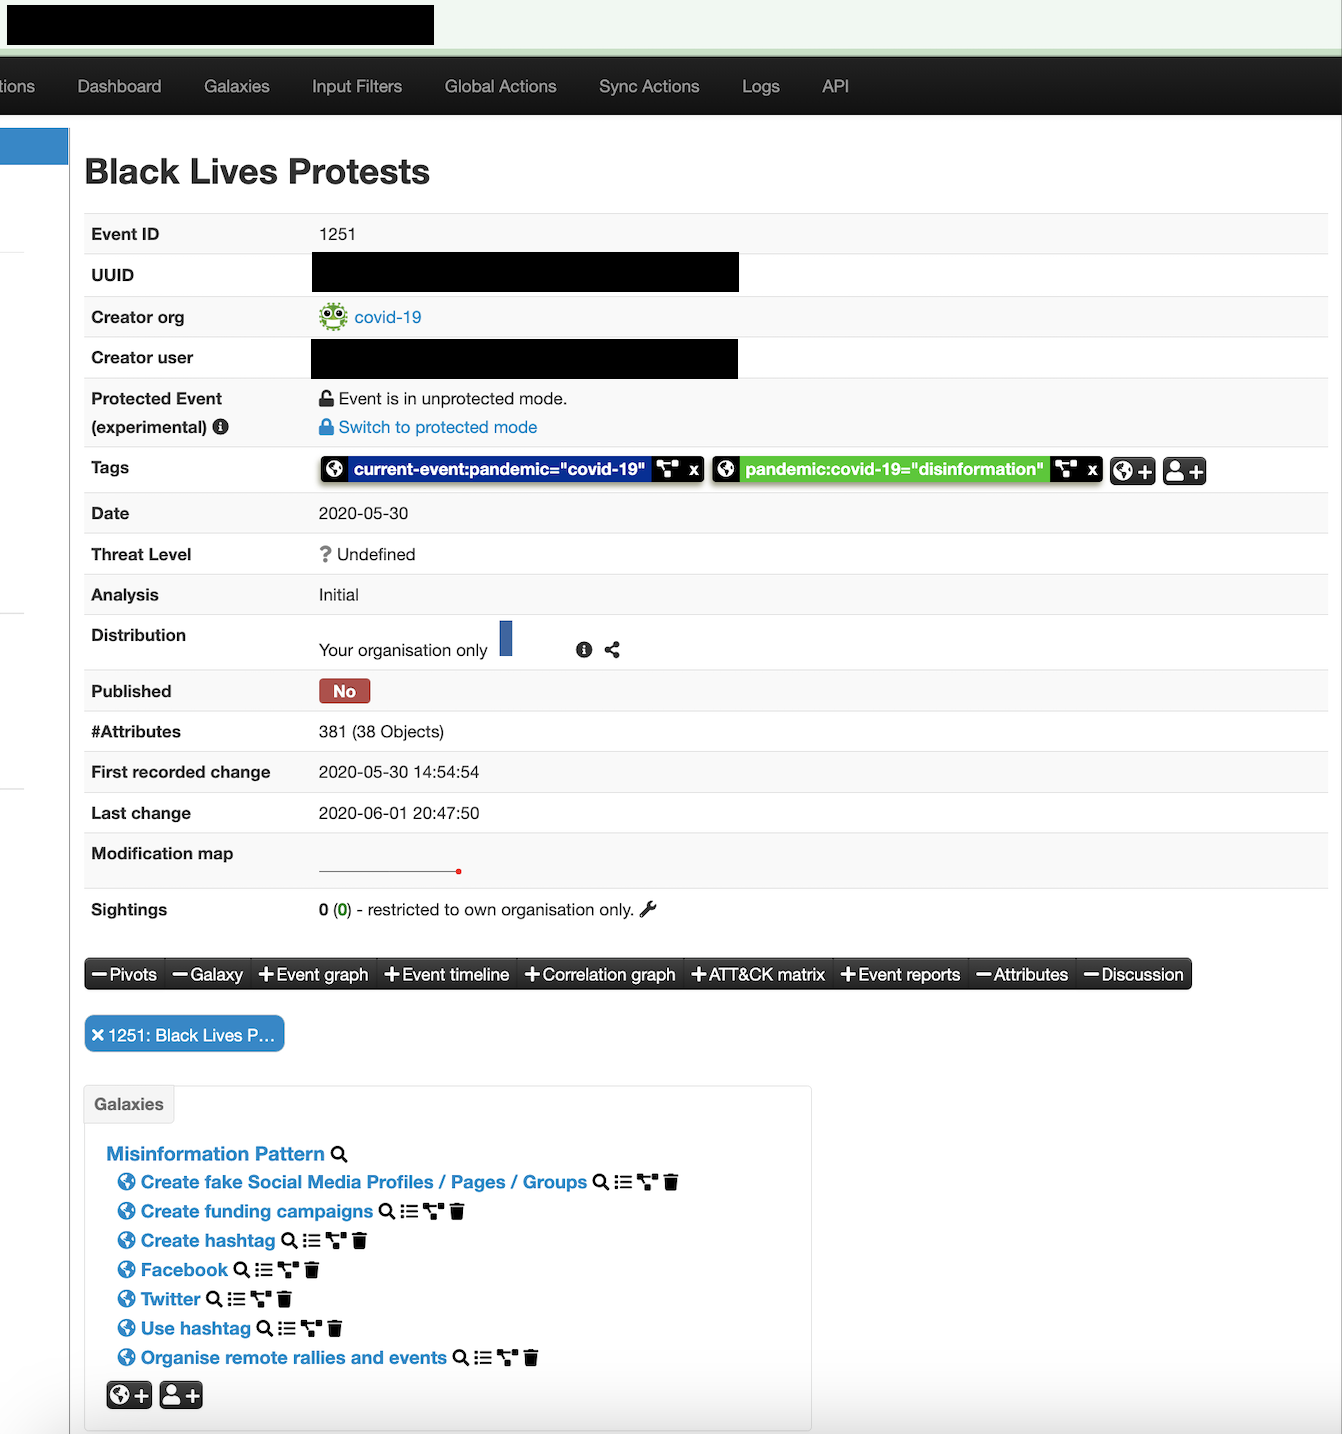 tions Dashboard Galaxies Input Filters Global Actions Sync Actions Logs API
Black Lives Protests
Event ID 1251
UUID
Creator org covid-19
Creator user
Protected Event Event is in unprotected mode.
(experimental) Switch to protected mode
Tags current-event:pandemic="covid-19" x pandemic:covid-19="disinformation" x + +
Date 2020-05-30
Threat Level ? Undefined
Analysis Initial
Distribution Your organisation only
Published No
#Attributes 381 (38 Objects)
First recorded change 2020-05-30 14:54:54
Last change 2020-06-01 20:47:50
Modification map
Sightings 0 (0) - restricted to own organisation only.
−Pivots −Galaxy +Event graph +Event timeline +Correlation graph +ATT&CK matrix +Event reports −Attributes −Discussion
× 1251: Black Lives P...
Galaxies
Misinformation Pattern
Create fake Social Media Profiles / Pages / Groups
Create funding campaigns
Create hashtag
Facebook
Twitter
Use hashtag
Organise remote rallies and events
+ +